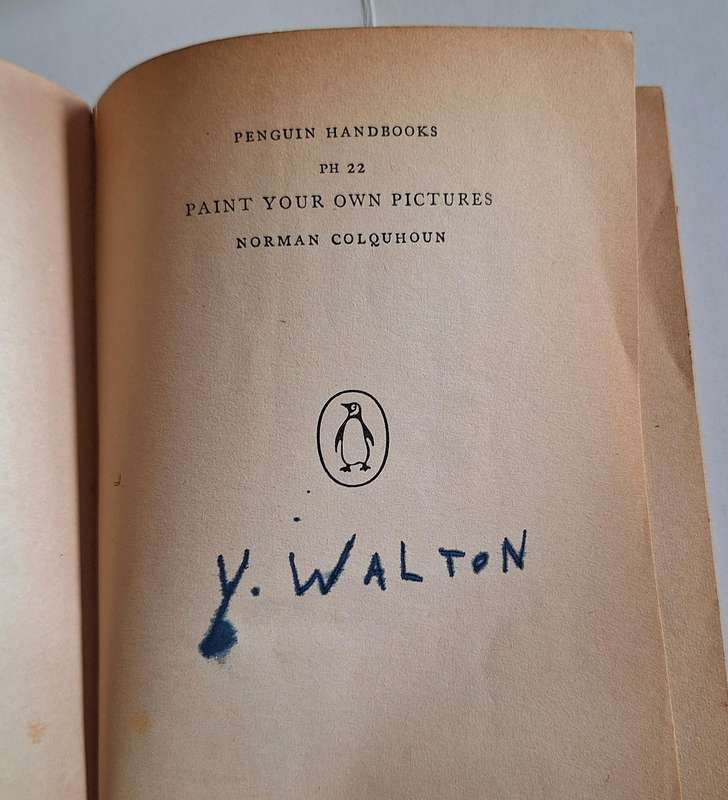 PENGUIN HANDBOOKS
PH 22
PAINT YOUR OWN PICTURES
NORMAN COLQUHOUN
Y. WALTON